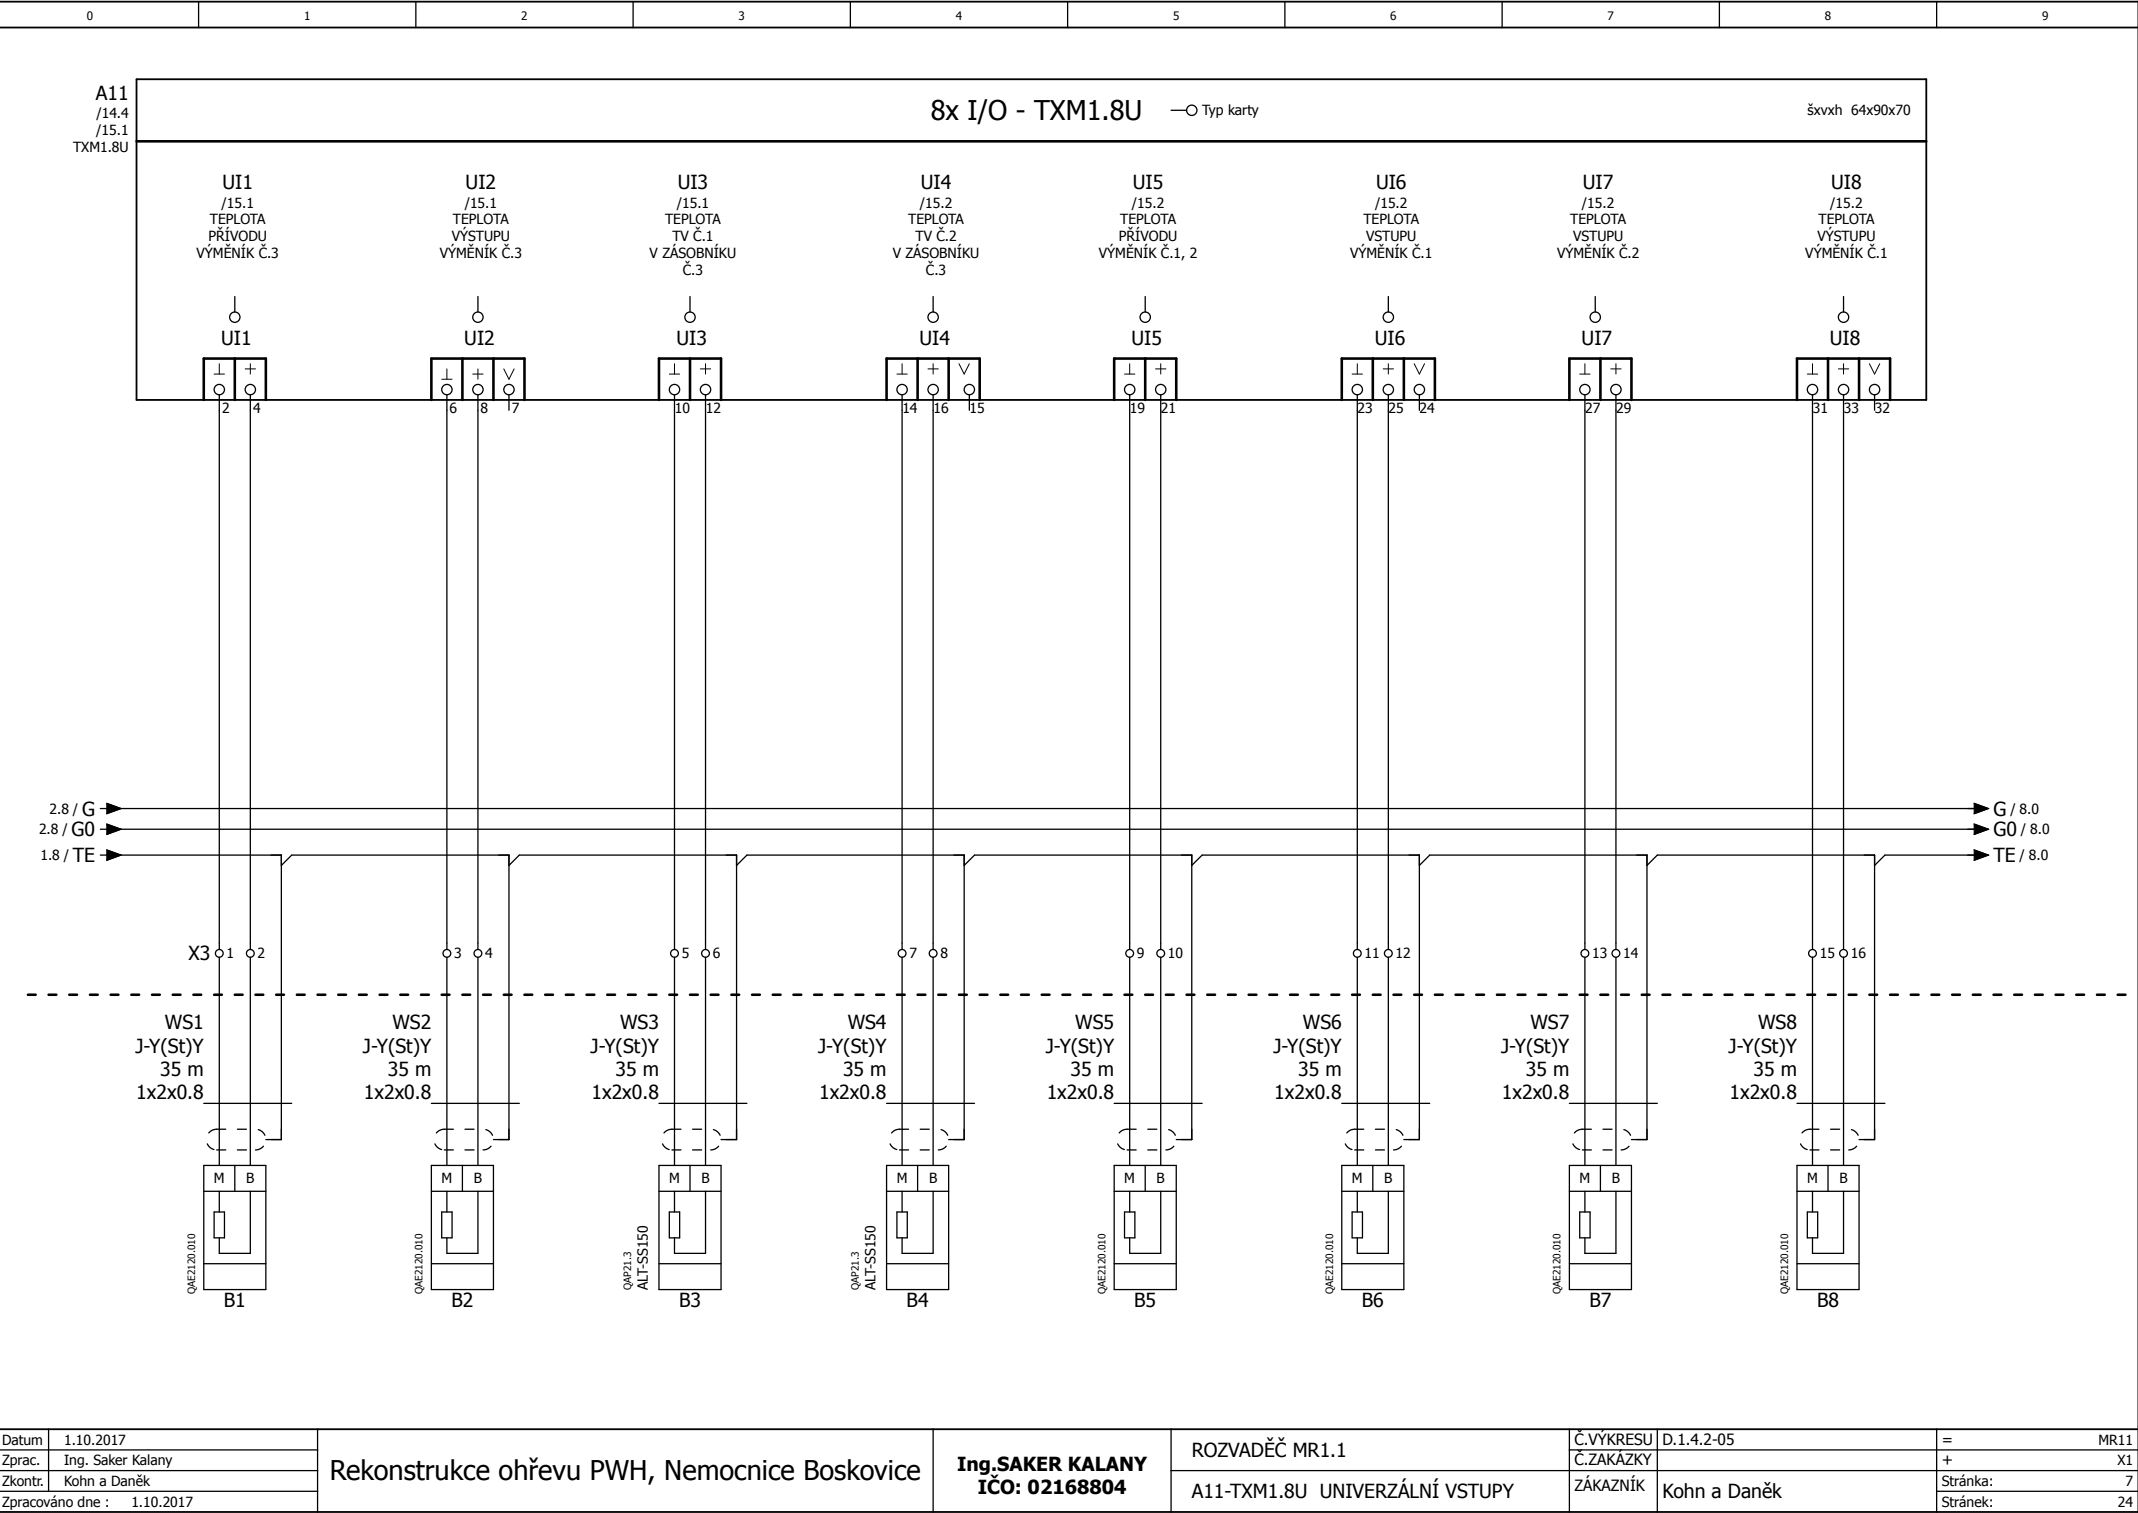 0 1 2 3 4 5 6 7 8 9
A11
/14.4
/15.1
TXM1.8U
8x I/O - TXM1.8U
Typ karty
šxvxh 64x90x70
UI1
/15.1
TEPLOTA
PŘÍVODU
VÝMĚNÍK Č.3
UI1
UI2
/15.1
TEPLOTA
VÝSTUPU
VÝMĚNÍK Č.3
UI2
UI3
/15.1
TEPLOTA
TV Č.1
V ZÁSOBNÍKU
Č.3
UI3
UI4
/15.2
TEPLOTA
TV Č.2
V ZÁSOBNÍKU
Č.3
UI4
UI5
/15.2
TEPLOTA
PŘÍVODU
VÝMĚNÍK Č.1, 2
UI5
UI6
/15.2
TEPLOTA
VSTUPU
VÝMĚNÍK Č.1
UI6
UI7
/15.2
TEPLOTA
VSTUPU
VÝMĚNÍK Č.2
UI7
UI8
/15.2
TEPLOTA
VÝSTUPU
VÝMĚNÍK Č.1
UI8
⊥ + ⊥ + V ⊥ + ⊥ + V ⊥ + ⊥ + V ⊥ + ⊥ + V
2 4 6 8 7 10 12 14 16 15 19 21 23 25 24 27 29 31 33 32
2.8 / G
G / 8.0
2.8 / G0
G0 / 8.0
1.8 / TE
TE / 8.0
X3 1 2 3 4 5 6 7 8 9 10 11 12 13 14 15 16
WS1
J-Y(St)Y
35 m
1x2x0.8
WS2
J-Y(St)Y
35 m
1x2x0.8
WS3
J-Y(St)Y
35 m
1x2x0.8
WS4
J-Y(St)Y
35 m
1x2x0.8
WS5
J-Y(St)Y
35 m
1x2x0.8
WS6
J-Y(St)Y
35 m
1x2x0.8
WS7
J-Y(St)Y
35 m
1x2x0.8
WS8
J-Y(St)Y
35 m
1x2x0.8
M B M B M B M B M B M B M B M B
QAE2120.010
B1
QAE2120.010
B2
QAP21.3
ALT-SS150
B3
QAP21.3
ALT-SS150
B4
QAE2120.010
B5
QAE2120.010
B6
QAE2120.010
B7
QAE2120.010
B8
Datum 1.10.2017
Zprac. Ing. Saker Kalany
Zkontr. Kohn a Daněk
Zpracováno dne : 1.10.2017
Rekonstrukce ohřevu PWH, Nemocnice Boskovice
Ing.SAKER KALANY
IČO: 02168804
ROZVADĚČ MR1.1
A11-TXM1.8U UNIVERZÁLNÍ VSTUPY
Č.VÝKRESU D.1.4.2-05
Č.ZAKÁZKY
ZÁKAZNÍK Kohn a Daněk
= MR11
+ X1
Stránka: 7
Stránek: 24